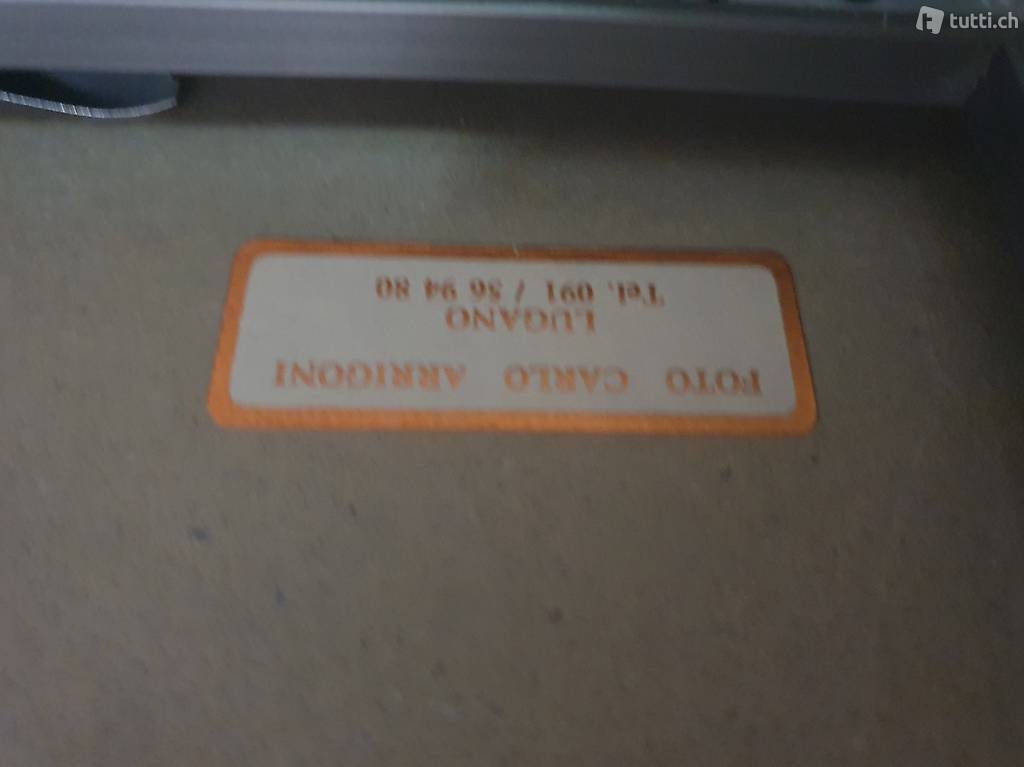 tutti.ch
FOTO CARLO ARRIGONI
LUGANO
Tel. 091 / 56 94 80